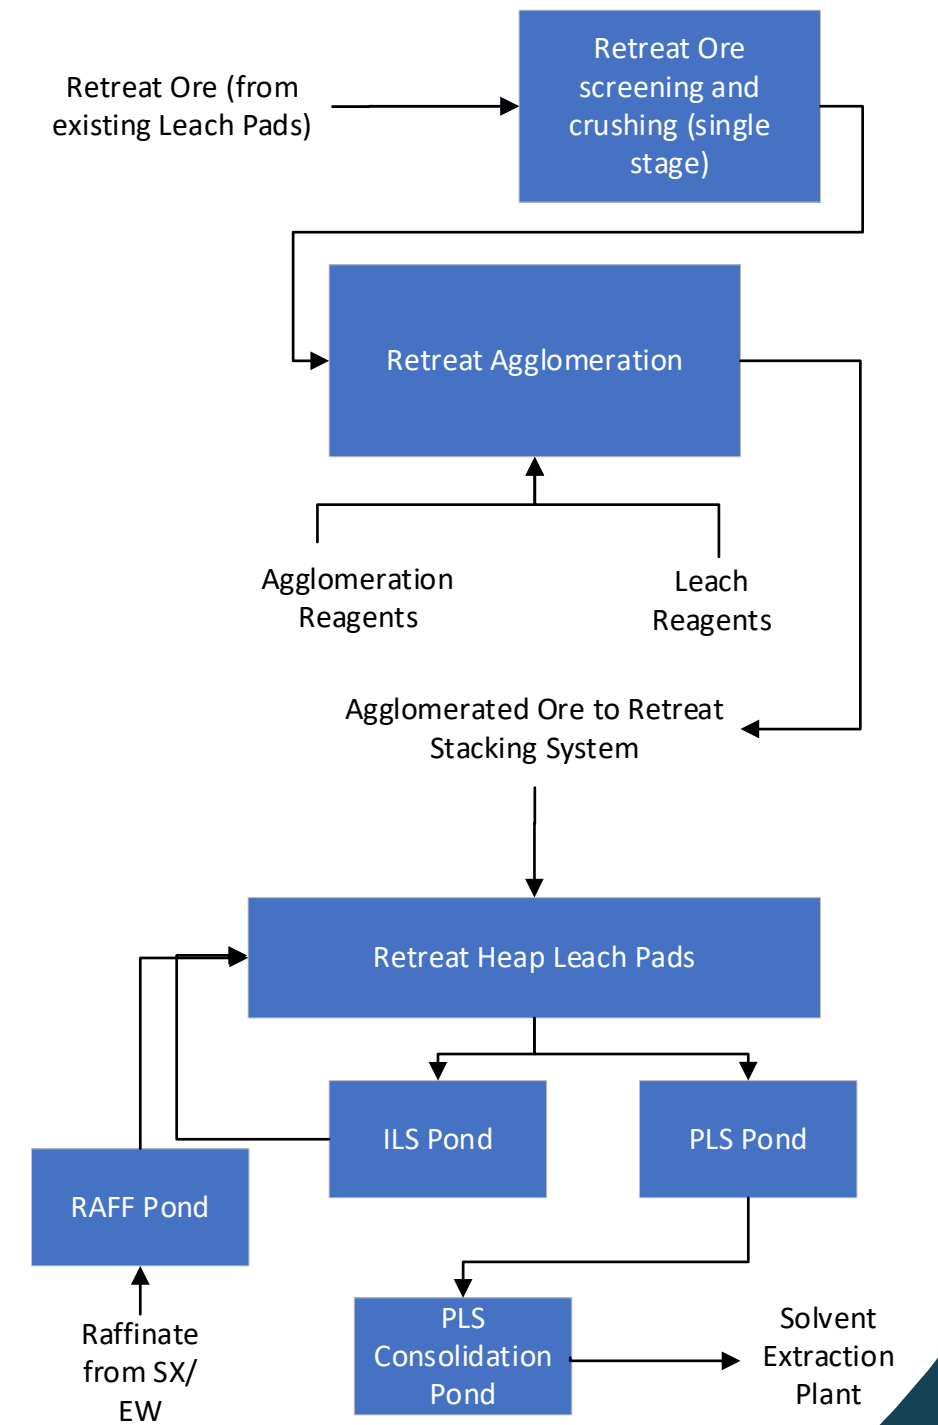 Retreat Ore (from
existing Leach Pads)
Retreat Ore
screening and
crushing (single
stage)
Retreat Agglomeration
Agglomeration
Reagents
Leach
Reagents
Agglomerated Ore to Retreat
Stacking System
Retreat Heap Leach Pads
ILS Pond
PLS Pond
RAFF Pond
Raffinate
from SX/
EW
PLS
Consolidation
Pond
Solvent
Extraction
Plant